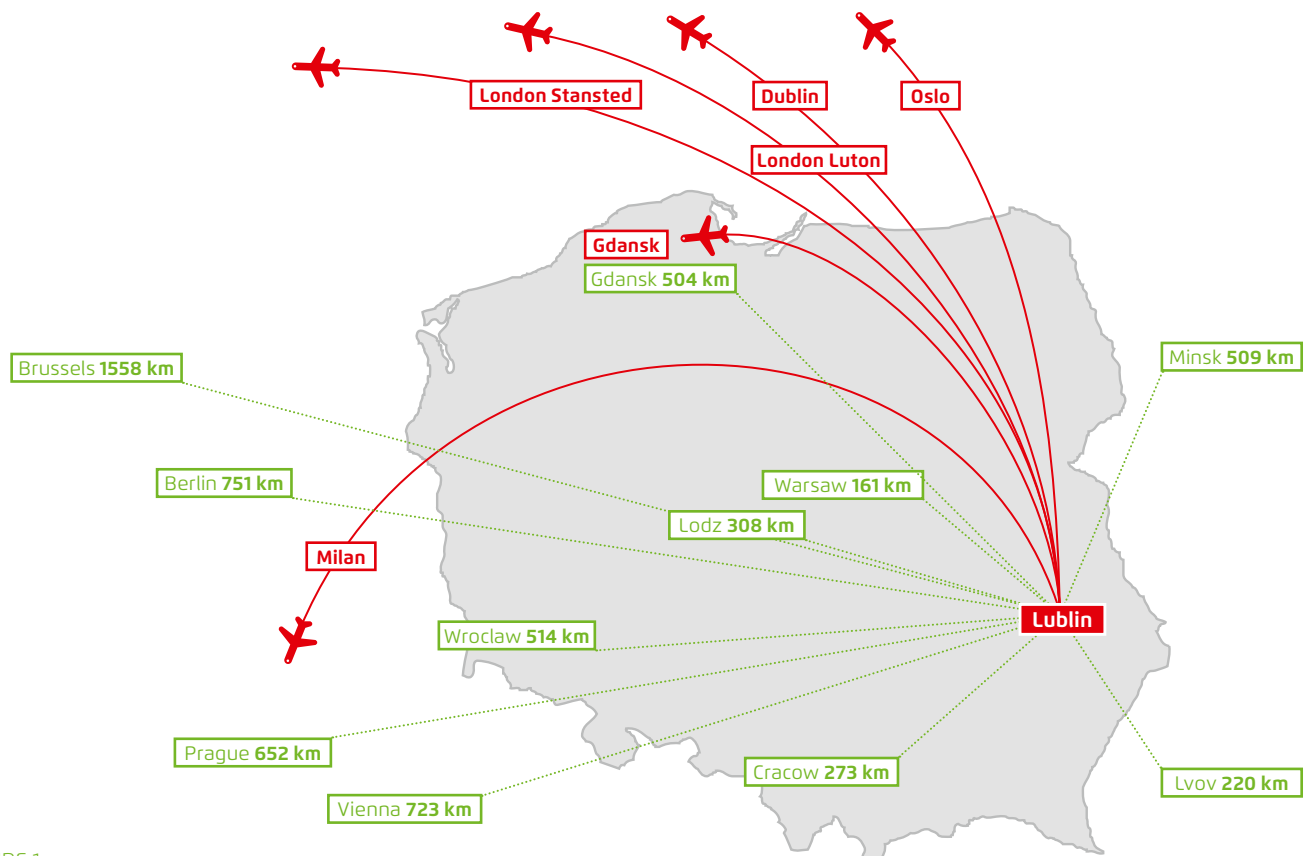 London Stansted
Dublin
Oslo
London Luton
Gdansk
Gdansk 504 km
Minsk 509 km
Brussels 1558 km
Berlin 751 km
Warsaw 161 km
Lodz 308 km
Milan
Lublin
Wroclaw 514 km
Prague 652 km
Cracow 273 km
Lvov 220 km
Vienna 723 km